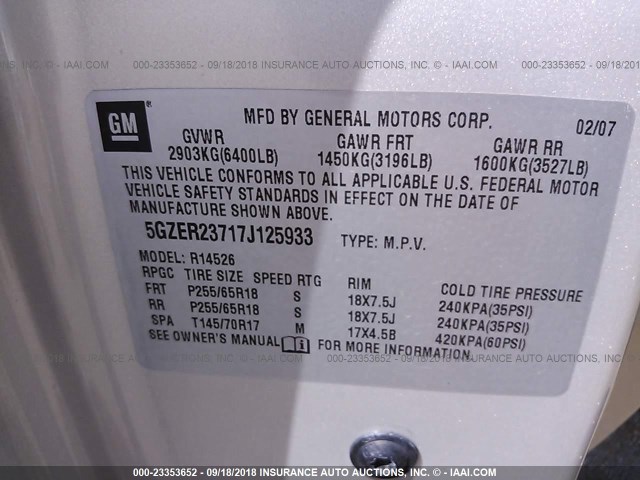 000-23353652 - 09/18/2018 - INSURANCE AUTO AUCTIONS, INC. - © - IAAI.COM
GM®
MFD BY GENERAL MOTORS CORP. 02/07
GVWR GAWR FRT GAWR RR
2903KG(6400LB) 1450KG(3196LB) 1600KG(3527LB)
THIS VEHICLE CONFORMS TO ALL APPLICABLE U.S. FEDERAL MOTOR
VEHICLE SAFETY STANDARDS IN EFFECT ON THE DATE OF
MANUFACTURE SHOWN ABOVE.
5GZER23717J125933 TYPE: M.P.V.
MODEL: R14526
RPGC TIRE SIZE SPEED RTG RIM COLD TIRE PRESSURE
FRT P255/65R18 S 18X7.5J 240KPA(35PSI)
RR P255/65R18 S 18X7.5J 240KPA(35PSI)
SPA T145/70R17 M 17X4.5B 420KPA(60PSI)
SEE OWNER'S MANUAL i FOR MORE INFORMATION.
000-23353652 - 09/18/2018 - INSURANCE AUTO AUCTIONS, INC. - © - IAAI.COM